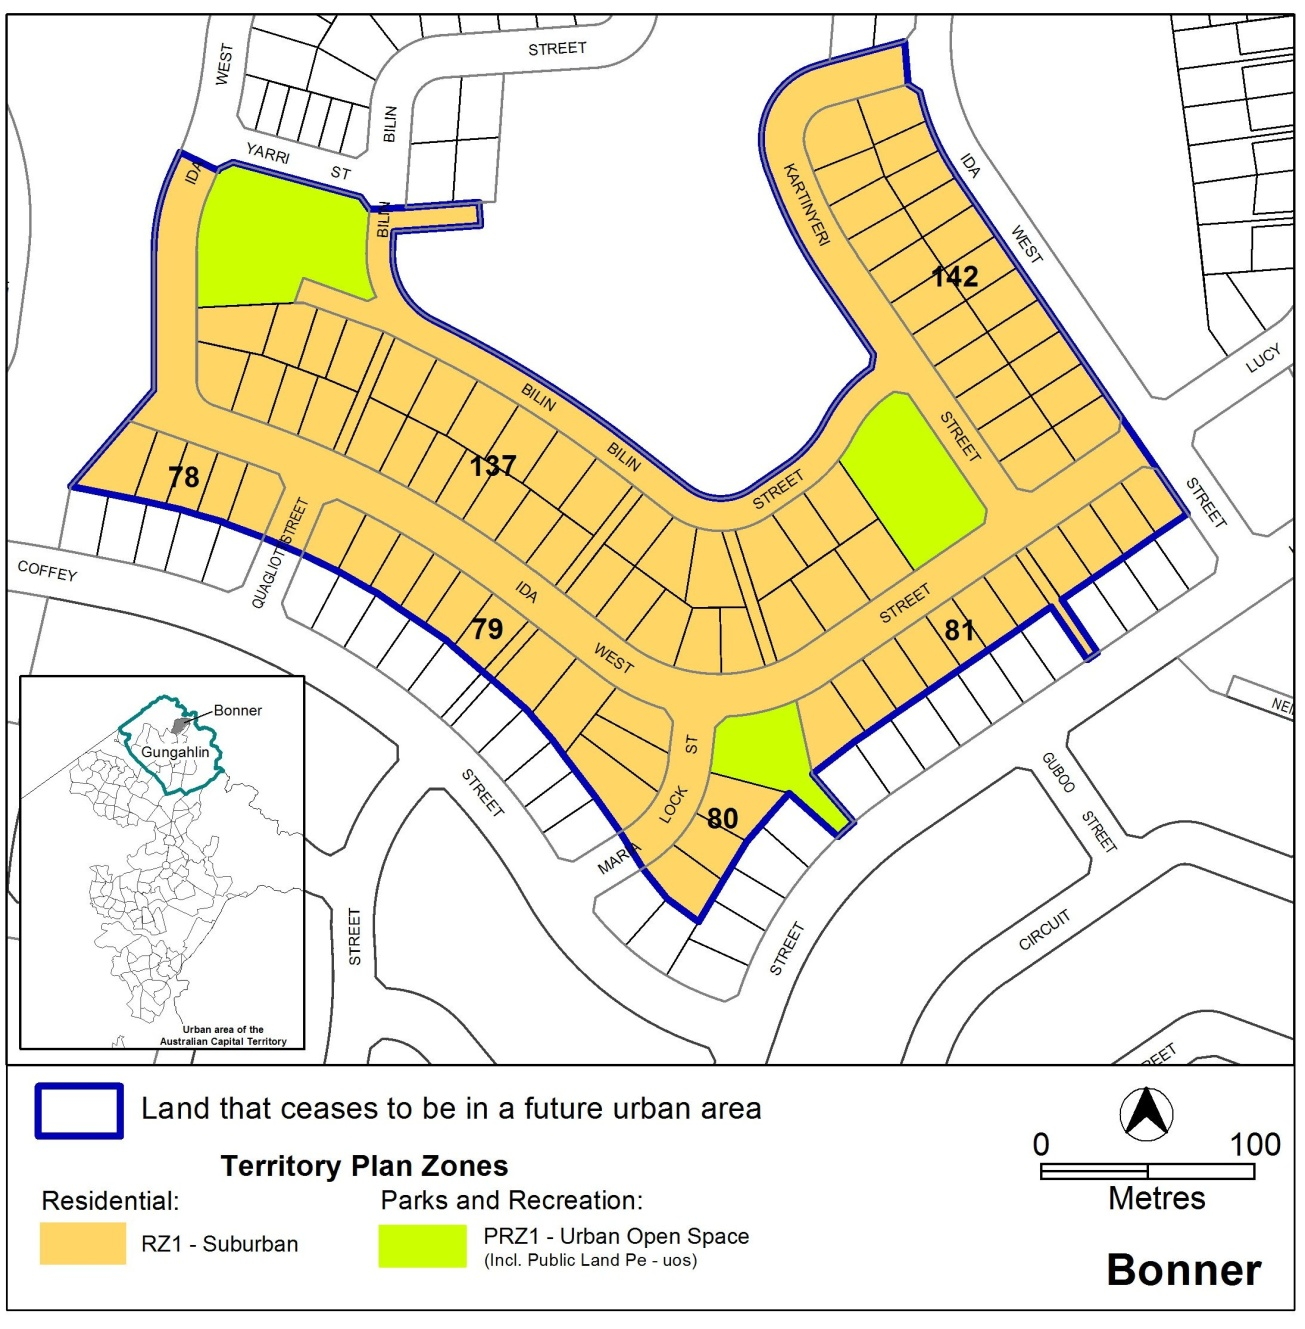 WEST
STREET
BILIN
YARRI
ST
IDA
BILIN
KARTINYERI
IDA
WEST
142
LUCY
BILIN
BILIN
STREET
STREET
STREET
78
137
COFFEY
QUAGLIOTTI STREET
IDA
WEST
STREET
79
81
ST
LOCK
MARIA
80
STREET
STREET
STREET
GUBOO
STREET
CIRCUIT
Bonner
Gungahlin
Urban area of the
Australian Capital Territory
Land that ceases to be in a future urban area
Territory Plan Zones
Residential:
RZ1 - Suburban
Parks and Recreation:
PRZ1 - Urban Open Space
(Incl. Public Land Pe - uos)
0 100
Metres
Bonner